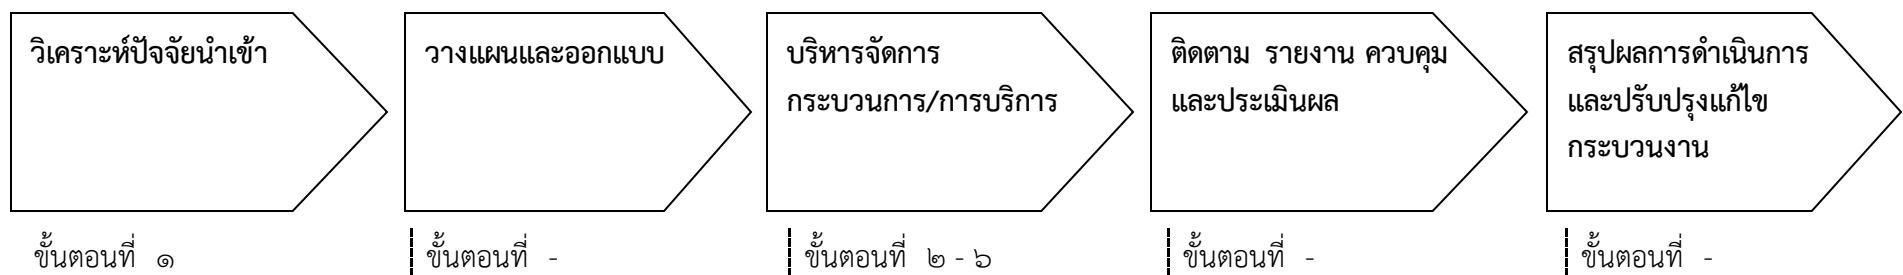 วิเคราะห์ปัจจัยนำเข้า
วางแผนและออกแบบ
บริหารจัดการ
กระบวนการ/การบริการ
ติดตาม รายงาน ควบคุม
และประเมินผล
สรุปผลการดำเนินการ
และปรับปรุงแก้ไข
กระบวนงาน
ขั้นตอนที่ ๑
ขั้นตอนที่ -
ขั้นตอนที่ ๒ - ๖
ขั้นตอนที่ -
ขั้นตอนที่ -